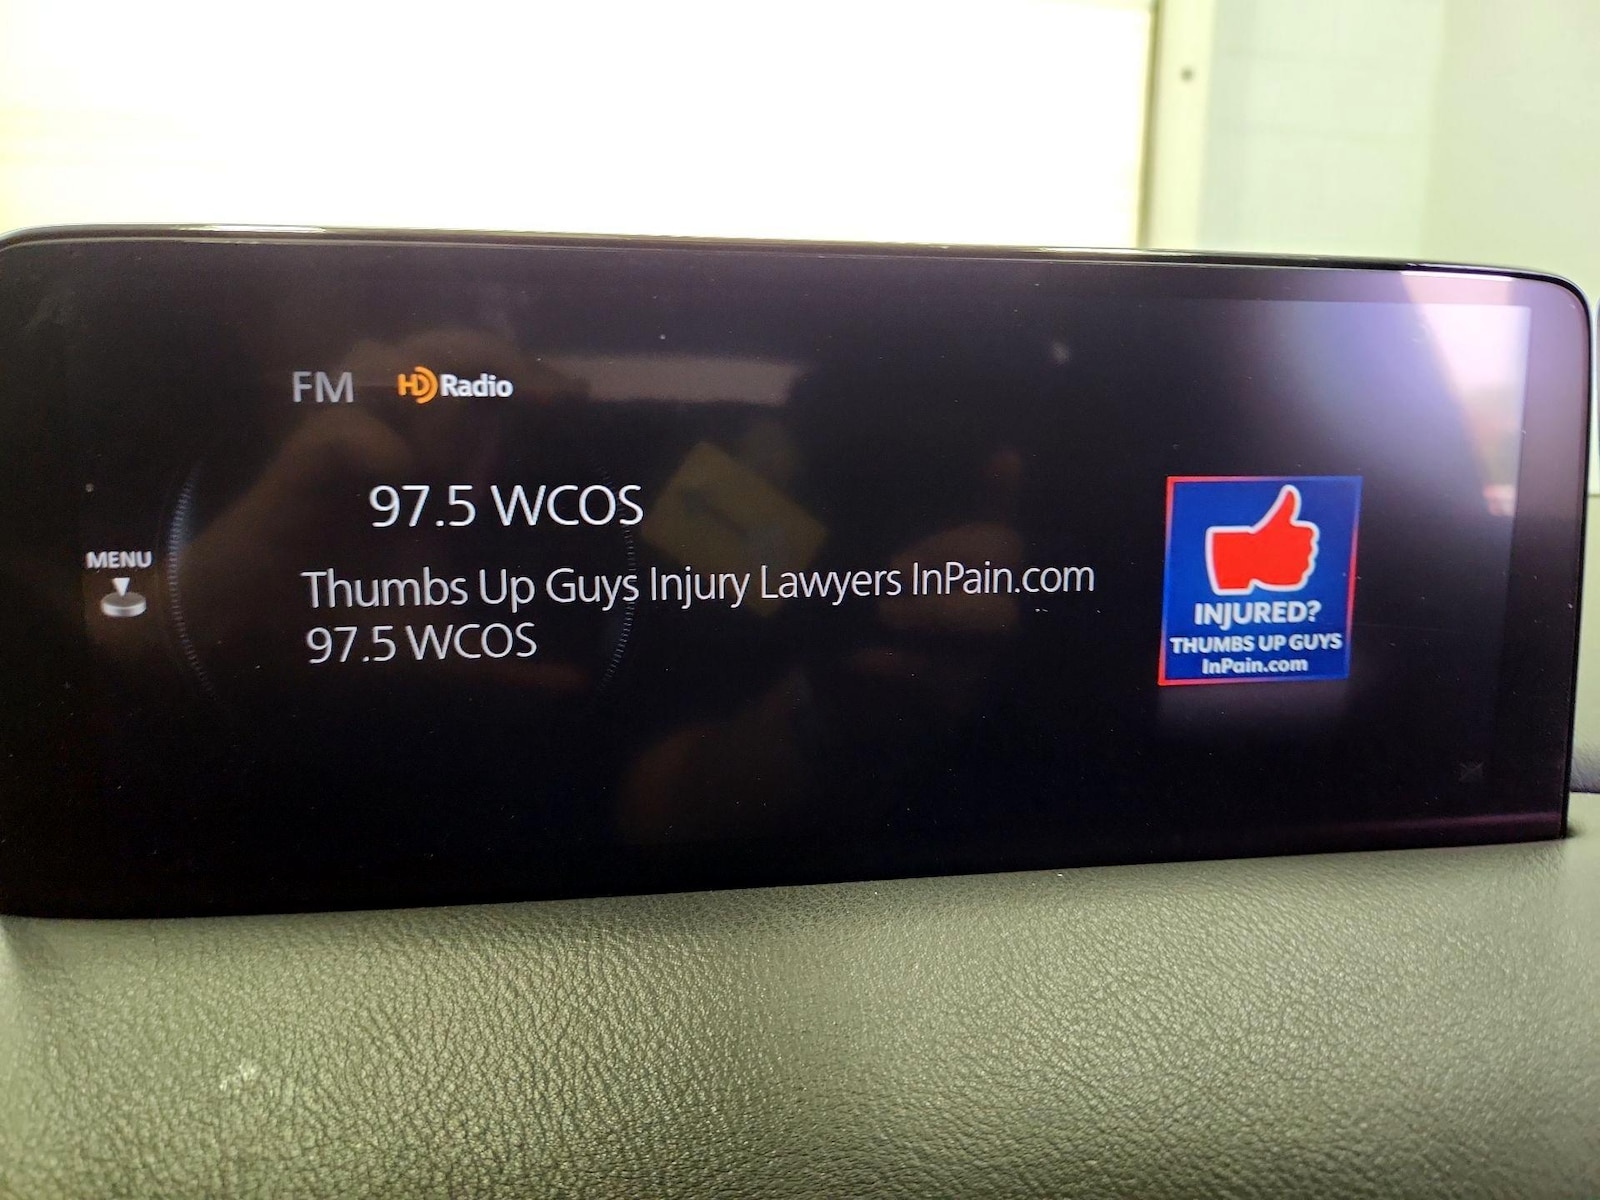 FM HD Radio
97.5 WCOS
MENU
Thumbs Up Guys Injury Lawyers InPain.com
97.5 WCOS
INJURED?
THUMBS UP GUYS
InPain.com